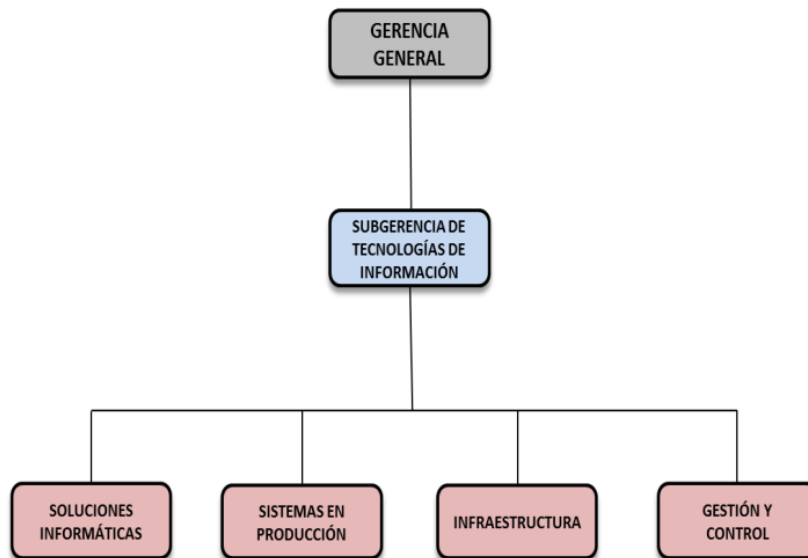 GERENCIA
GENERAL
SUBGERENCIA DE
TECNOLOGÍAS DE
INFORMACIÓN
SOLUCIONES
INFORMÁTICAS
SISTEMAS EN
PRODUCCIÓN
INFRAESTRUCTURA
GESTIÓN Y
CONTROL